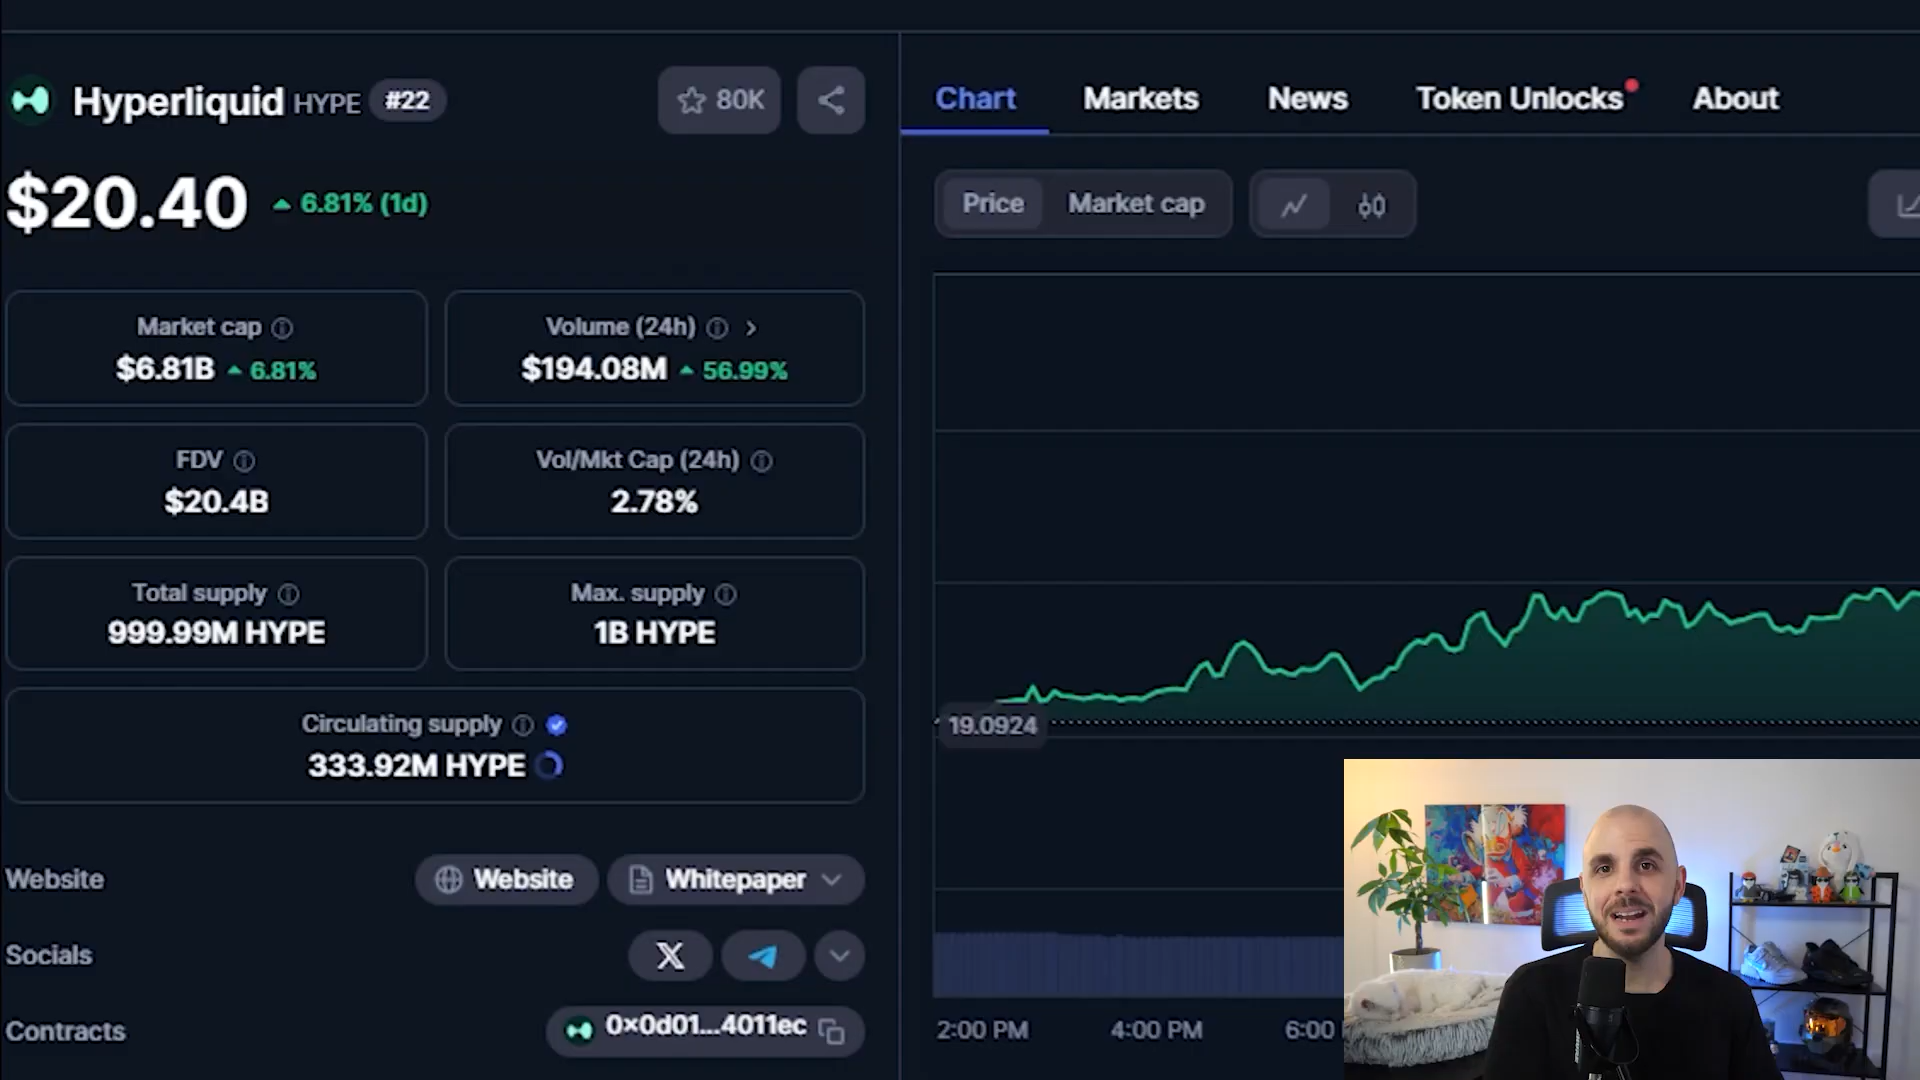 Hyperliquid HYPE #22
80K
$20.40 6.81% (1d)
Market cap
$6.81B 6.81%
Volume (24h)
$194.08M 56.99%
FDV
$20.4B
Vol/Mkt Cap (24h)
2.78%
Total supply
999.99M HYPE
Max. supply
1B HYPE
Circulating supply
333.92M HYPE
Website
Website
Whitepaper
Socials
Contracts
0x0d01...4011ec
Chart Markets News Token Unlocks About
Price Market cap
19.0924
2:00 PM 4:00 PM 6:00